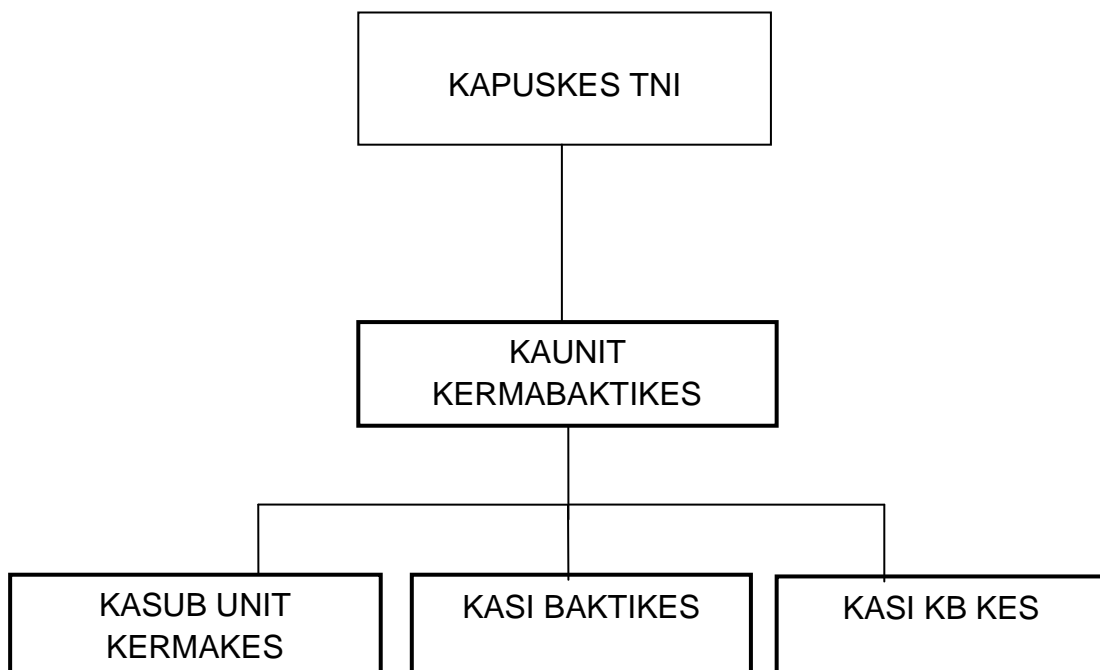 KAPUSKES TNI
KAUNIT
KERMABAKTIKES
KASUB UNIT
KERMAKES
KASI BAKTIKES
KASI KB KES